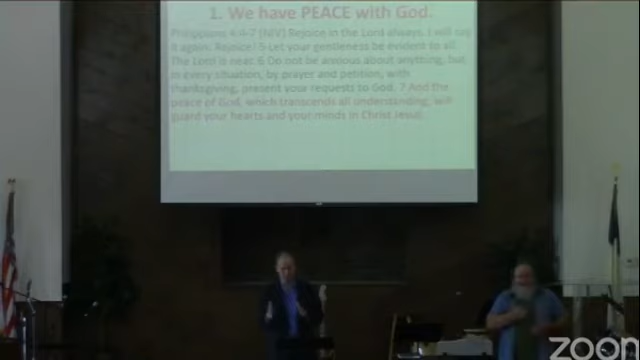 1. We have PEACE with God.
Philippians 4:4-7 (NIV) Rejoice in the Lord always. I will say
it again: Rejoice! 5 Let your gentleness be evident to all.
The Lord is near. 6 Do not be anxious about anything, but
in every situation, by prayer and petition, with
thanksgiving, present your requests to God. 7 And the
peace of God, which transcends all understanding, will
guard your hearts and your minds in Christ Jesus.
zoom